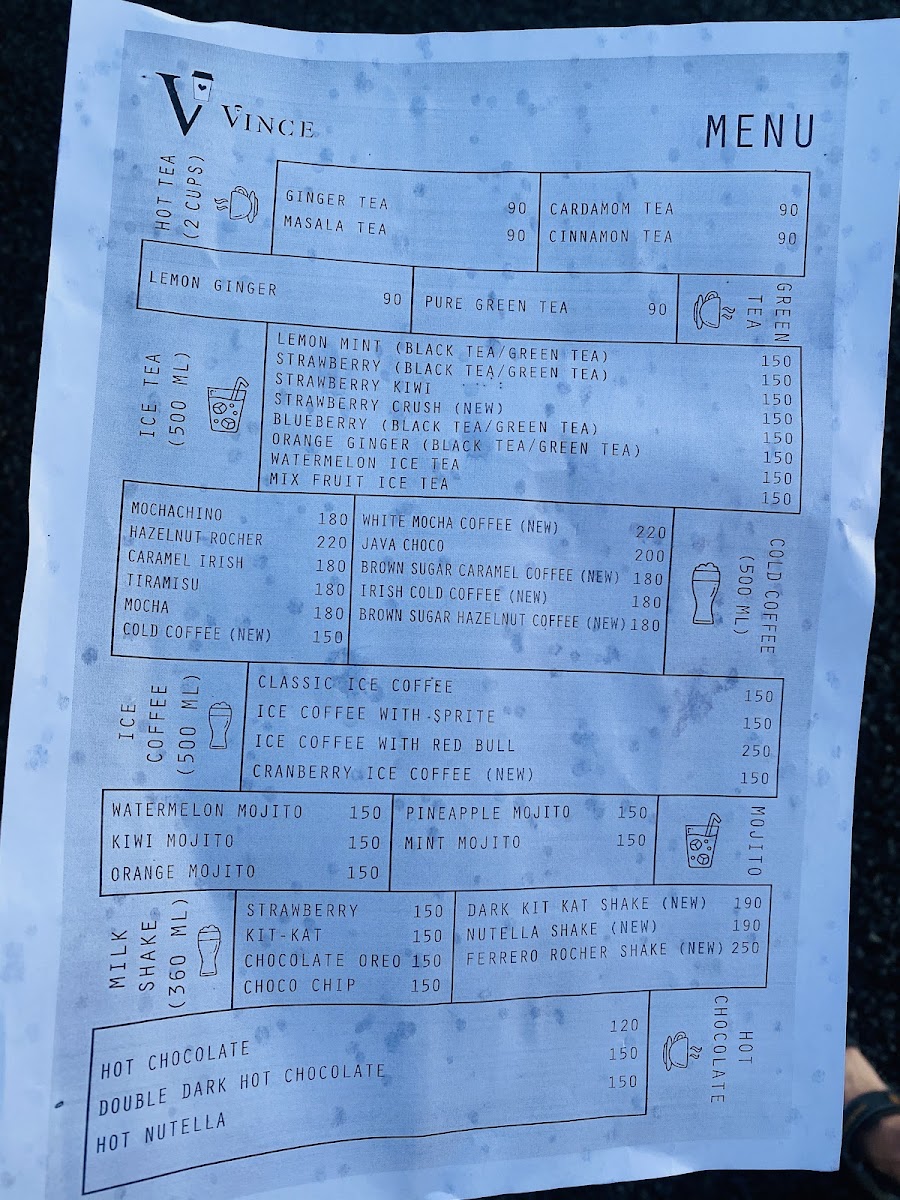 V VINCE
MENU
HOT TEA
(2 CUPS)
GINGER TEA 90
MASALA TEA 90
CARDAMOM TEA 90
CINNAMON TEA 90
LEMON GINGER 90
PURE GREEN TEA 90
GREEN
TEA
ICE TEA
(500 ML)
LEMON MINT (BLACK TEA/GREEN TEA) 150
STRAWBERRY (BLACK TEA/GREEN TEA) 150
STRAWBERRY KIWI 150
STRAWBERRY CRUSH (NEW) 150
BLUEBERRY (BLACK TEA/GREEN TEA) 150
ORANGE GINGER (BLACK TEA/GREEN TEA) 150
WATERMELON ICE TEA 150
MIX FRUIT ICE TEA 150
MOCHACHINO 180
HAZELNUT ROCHER 220
CARAMEL IRISH 180
TIRAMISU 180
MOCHA 180
COLD COFFEE (NEW) 150
WHITE MOCHA COFFEE (NEW) 220
JAVA CHOCO 200
BROWN SUGAR CARAMEL COFFEE (NEW) 180
IRISH COLD COFFEE (NEW) 180
BROWN SUGAR HAZELNUT COFFEE (NEW) 180
COLD COFFEE
(500 ML)
ICE
COFFEE
(500 ML)
CLASSIC ICE COFFEE 150
ICE COFFEE WITH SPRITE 150
ICE COFFEE WITH RED BULL 250
CRANBERRY ICE COFFEE (NEW) 150
WATERMELON MOJITO 150
KIWI MOJITO 150
ORANGE MOJITO 150
PINEAPPLE MOJITO 150
MINT MOJITO 150
MOJITO
MILK
SHAKE
(360 ML)
STRAWBERRY 150
KIT-KAT 150
CHOCOLATE OREO 150
CHOCO CHIP 150
DARK KIT KAT SHAKE (NEW) 190
NUTELLA SHAKE (NEW) 190
FERRERO ROCHER SHAKE (NEW) 250
HOT CHOCOLATE 120
DOUBLE DARK HOT CHOCOLATE 150
HOT NUTELLA 150
HOT
CHOCOLATE